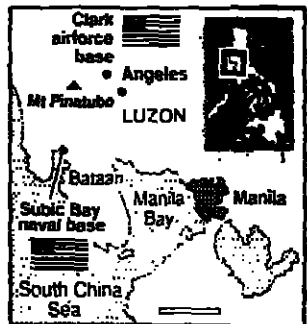 Clark
airforce
base
Angeles
Mt Pinatubo
LUZON
Bataan
Subic Bay
naval base
Manila
Bay
Manila
South China
Sea